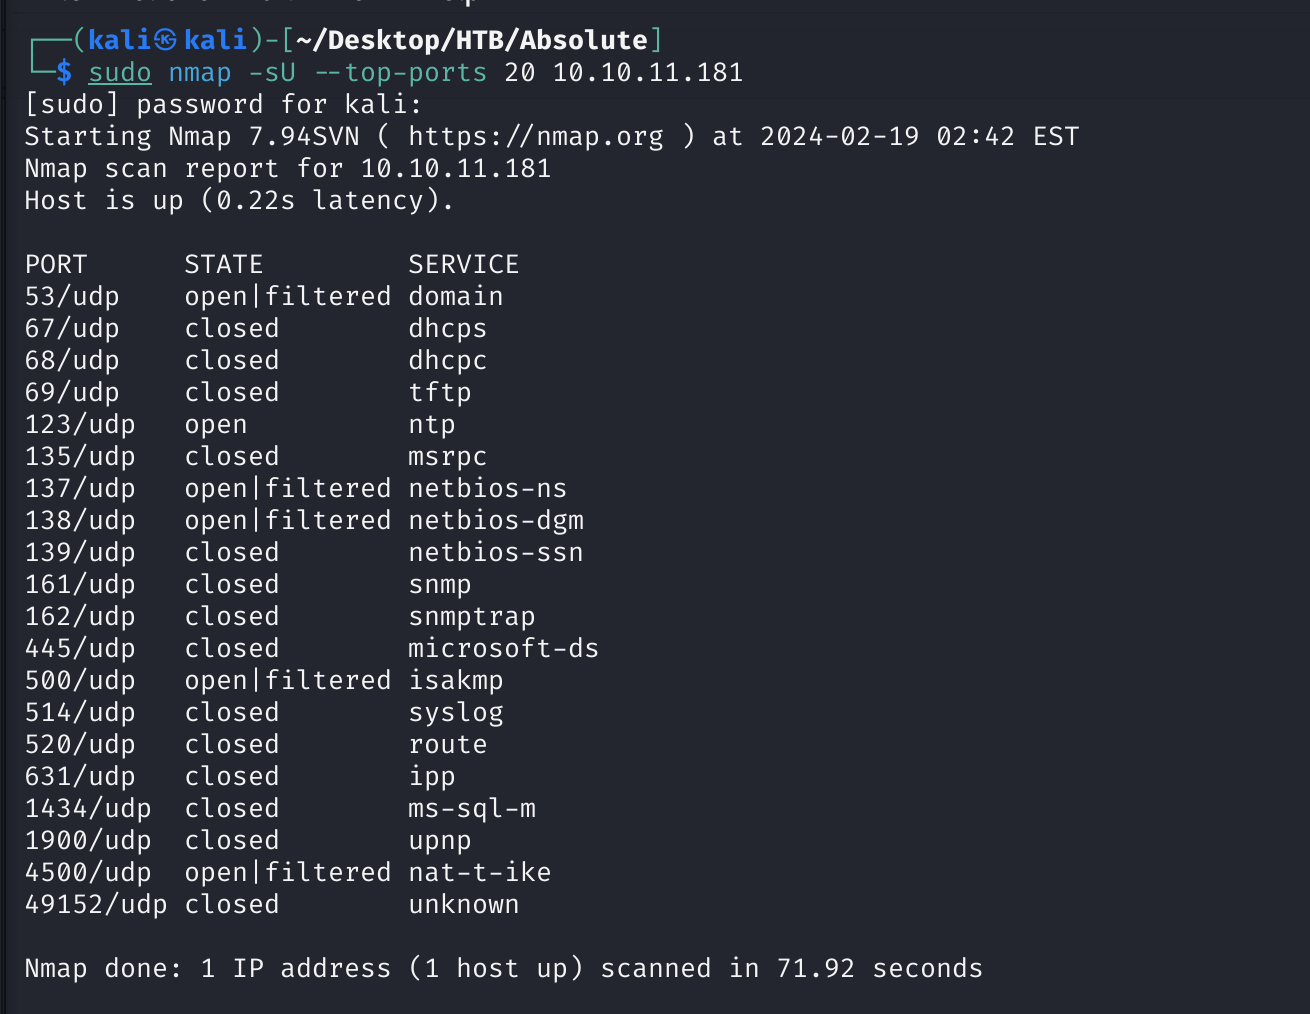 ┌──(kali㉿kali)-[~/Desktop/HTB/Absolute]
└─$ sudo nmap -sU --top-ports 20 10.10.11.181
[sudo] password for kali:
Starting Nmap 7.94SVN ( https://nmap.org ) at 2024-02-19 02:42 EST
Nmap scan report for 10.10.11.181
Host is up (0.22s latency).

PORT      STATE         SERVICE
53/udp    open|filtered domain
67/udp    closed        dhcps
68/udp    closed        dhcpc
69/udp    closed        tftp
123/udp   open          ntp
135/udp   closed        msrpc
137/udp   open|filtered netbios-ns
138/udp   open|filtered netbios-dgm
139/udp   closed        netbios-ssn
161/udp   closed        snmp
162/udp   closed        snmptrap
445/udp   closed        microsoft-ds
500/udp   open|filtered isakmp
514/udp   closed        syslog
520/udp   closed        route
631/udp   closed        ipp
1434/udp  closed        ms-sql-m
1900/udp  closed        upnp
4500/udp  open|filtered nat-t-ike
49152/udp closed        unknown

Nmap done: 1 IP address (1 host up) scanned in 71.92 seconds